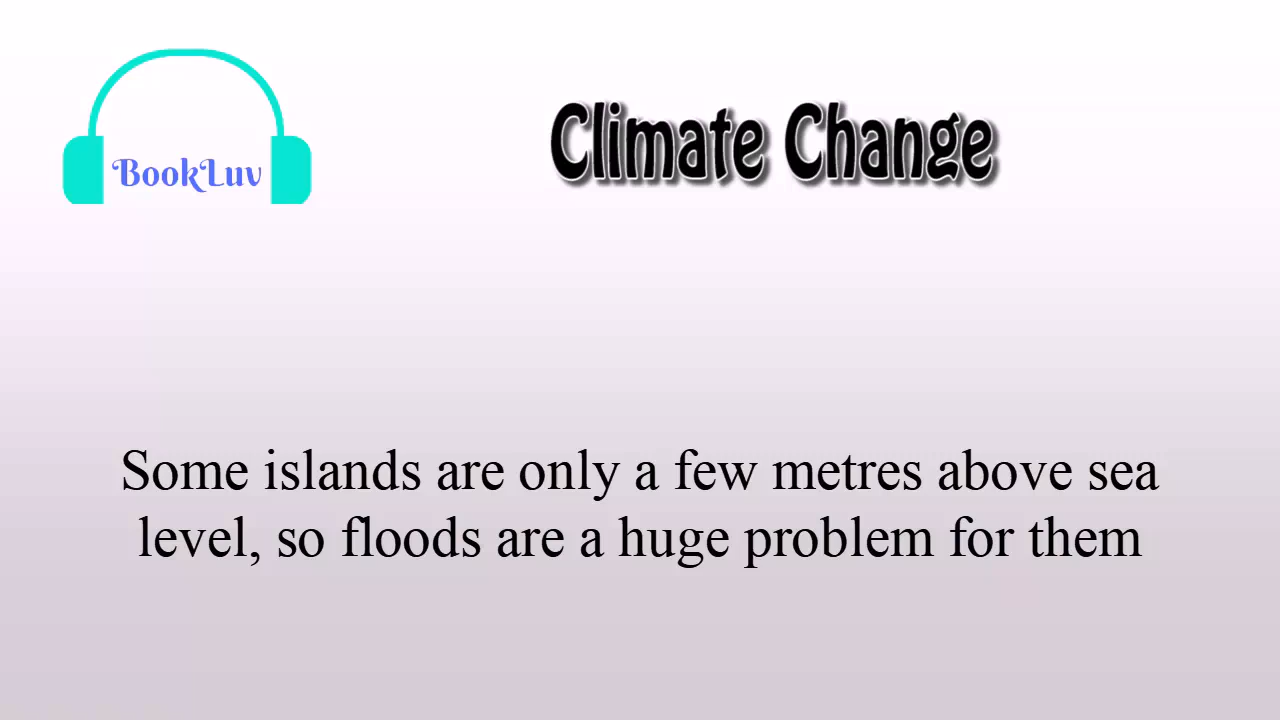 BookLuv
Climate Change
Some islands are only a few metres above sea
level, so floods are a huge problem for them